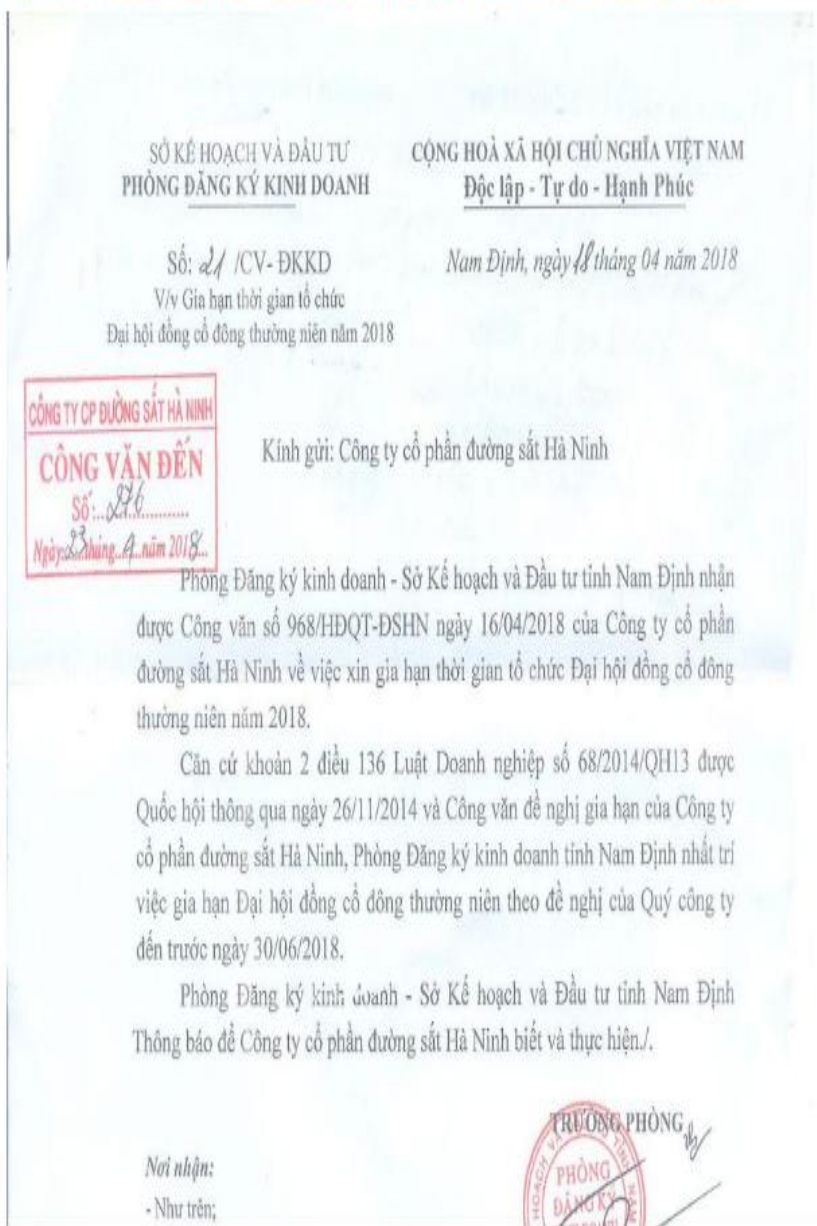 SỞ KẾ HOẠCH VÀ ĐẦU TƯ
PHÒNG ĐĂNG KÝ KINH DOANH
CỘNG HOÀ XÃ HỘI CHỦ NGHĨA VIỆT NAM
Độc lập - Tự do - Hạnh Phúc
Số: 21 /CV- ĐKKD
V/v Gia hạn thời gian tổ chức
Đại hội đồng cổ đông thường niên năm 2018
Nam Định, ngày 18 tháng 04 năm 2018
CÔNG TY CP ĐƯỜNG SẮT HÀ NINH
CÔNG VĂN ĐẾN
Số:...276...
Ngày:..23..tháng..4..năm 2018..
Kính gửi: Công ty cổ phần đường sắt Hà Ninh
Phòng Đăng ký kinh doanh - Sở Kế hoạch và Đầu tư tỉnh Nam Định nhận
được Công văn số 968/HĐQT-ĐSHN ngày 16/04/2018 của Công ty cổ phần
đường sắt Hà Ninh về việc xin gia hạn thời gian tổ chức Đại hội đồng cổ đông
thường niên năm 2018.
Căn cứ khoản 2 điều 136 Luật Doanh nghiệp số 68/2014/QH13 được
Quốc hội thông qua ngày 26/11/2014 và Công văn đề nghị gia hạn của Công ty
cổ phần đường sắt Hà Ninh, Phòng Đăng ký kinh doanh tỉnh Nam Định nhất trí
việc gia hạn Đại hội đồng cổ đông thường niên theo đề nghị của Quý công ty
đến trước ngày 30/06/2018.
Phòng Đăng ký kinh doanh - Sở Kế hoạch và Đầu tư tỉnh Nam Định
Thông báo để Công ty cổ phần đường sắt Hà Ninh biết và thực hiện./.
TRƯỞNG PHÒNG
PHÒNG
ĐĂNG KÝ
Nơi nhận:
- Như trên;